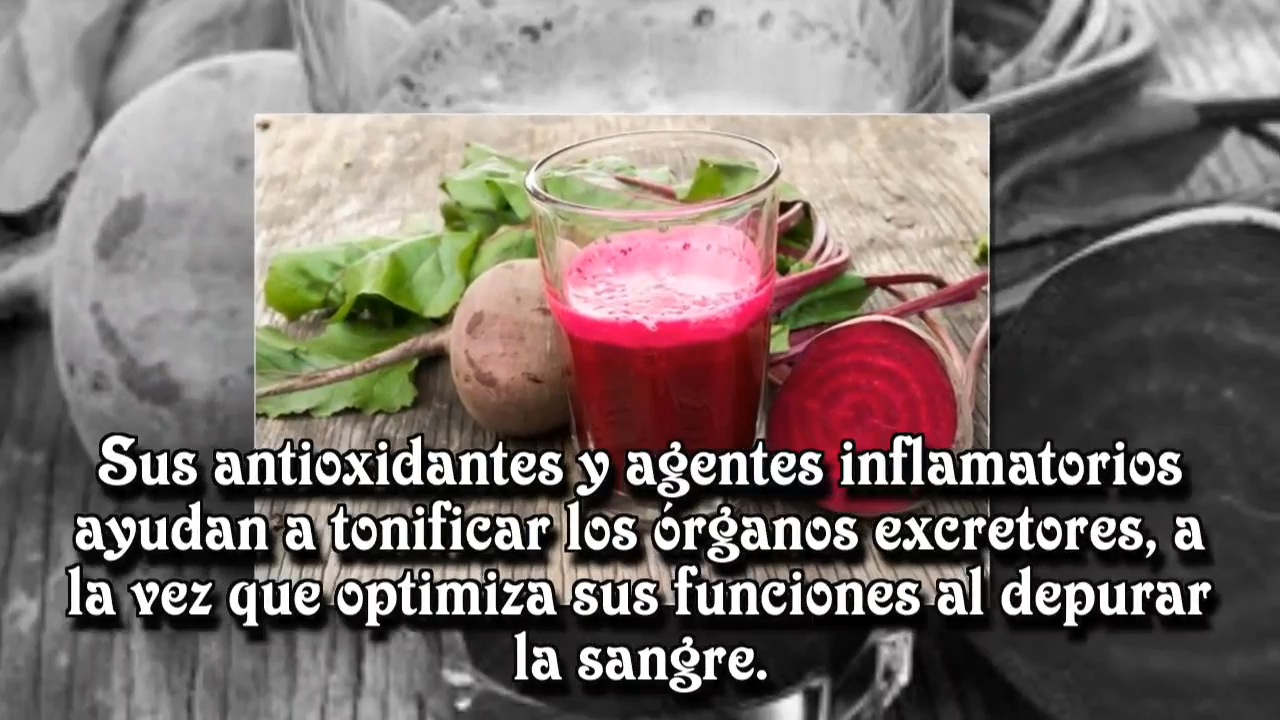 Sus antioxidantes y agentes inflamatorios
ayudan a tonificar los órganos excretores, a
la vez que optimiza sus funciones al depurar
la sangre.